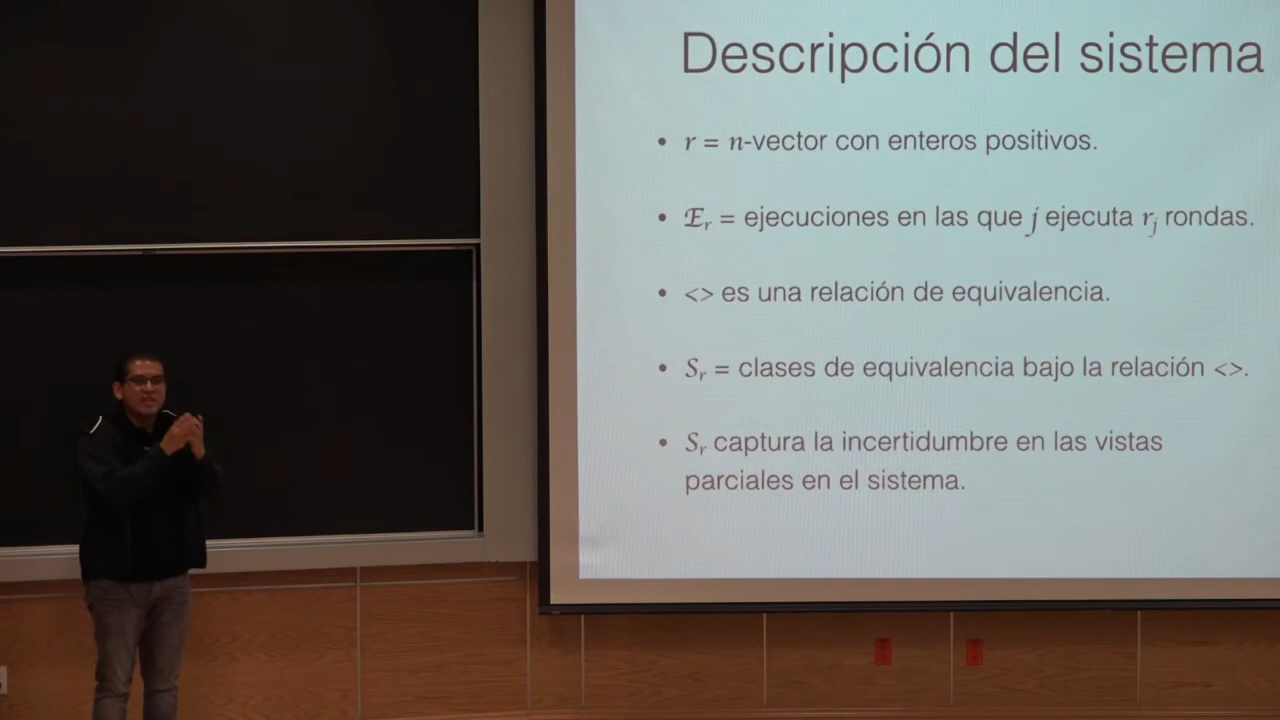 Descripción del sistema
• r = n-vector con enteros positivos.
• ℰr = ejecuciones en las que j ejecuta rj rondas.
• <> es una relación de equivalencia.
• Sr = clases de equivalencia bajo la relación <>.
• Sr captura la incertidumbre en las vistas
parciales en el sistema.